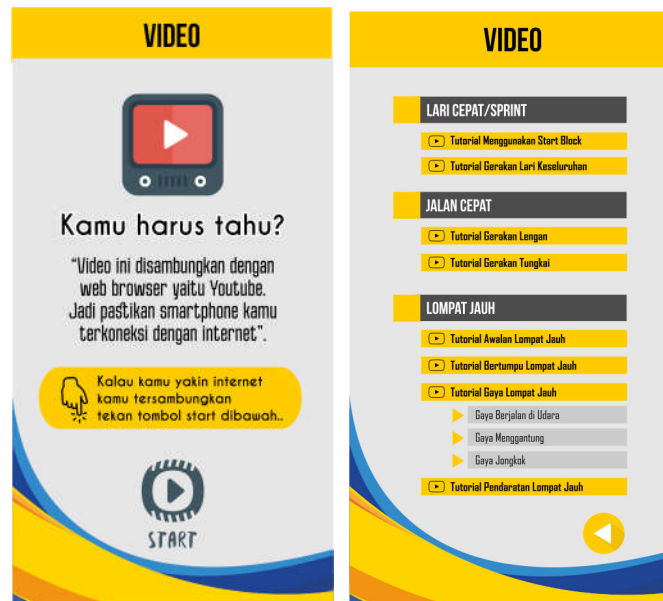 VIDEO
Kamu harus tahu?
“Video ini disambungkan dengan
web browser yaitu Youtube.
Jadi pastikan smartphone kamu
terkoneksi dengan internet”.
Kalau kamu yakin internet
kamu tersambungkan
tekan tombol start dibawah..
START
VIDEO
LARI CEPAT/SPRINT
Tutorial Menggunakan Start Block
Tutorial Gerakan Lari Keseluruhan
JALAN CEPAT
Tutorial Gerakan Lengan
Tutorial Gerakan Tungkai
LOMPAT JAUH
Tutorial Awalan Lompat Jauh
Tutorial Bertumpu Lompat Jauh
Tutorial Gaya Lompat Jauh
Gaya Berjalan di Udara
Gaya Menggantung
Gaya Jongkok
Tutorial Pendaratan Lompat Jauh